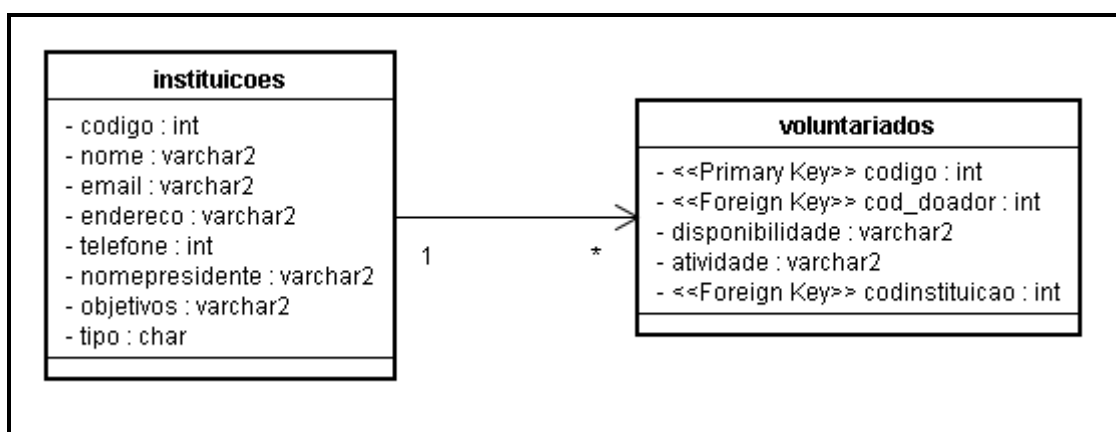 instituicoes
- codigo : int
- nome : varchar2
- email : varchar2
- endereco : varchar2
- telefone : int
- nomepresidente : varchar2
- objetivos : varchar2
- tipo : char
1
*
voluntariados
- <<Primary Key>> codigo : int
- <<Foreign Key>> cod_doador : int
- disponibilidade : varchar2
- atividade : varchar2
- <<Foreign Key>> codinstituicao : int